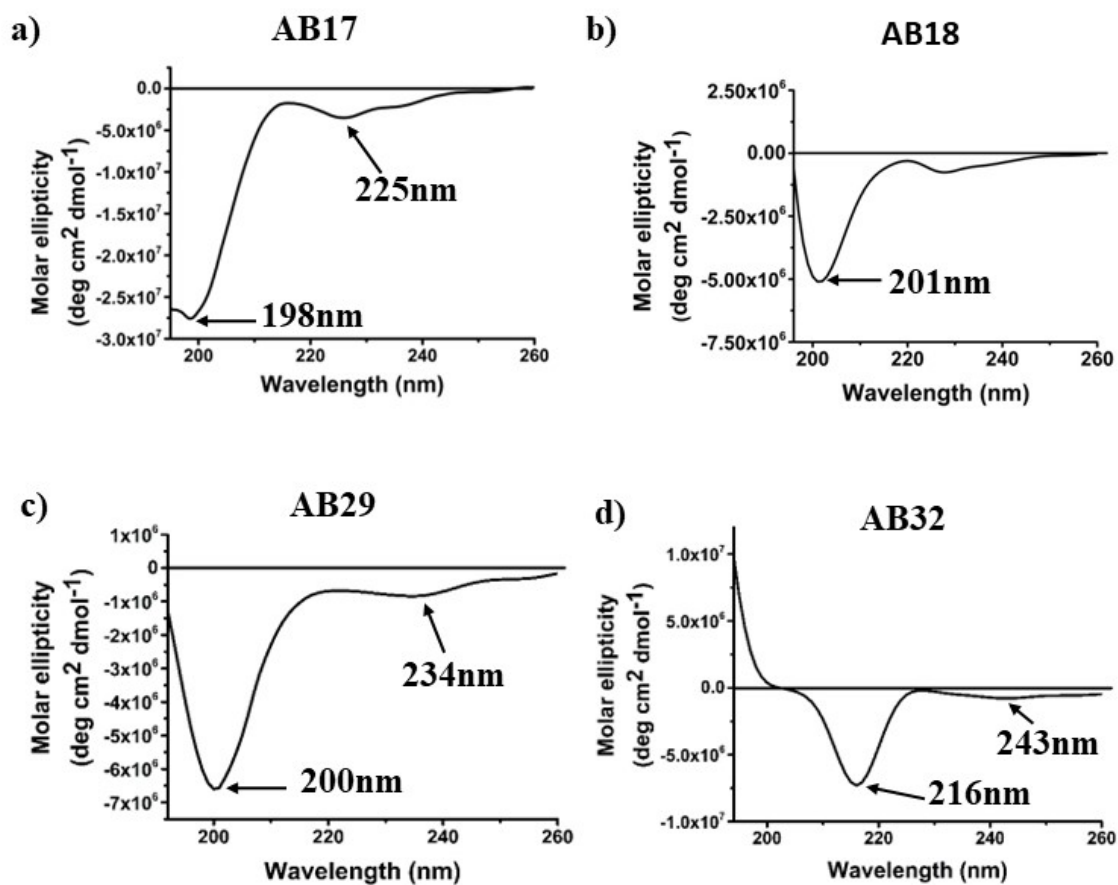 a)
AB17
Molar ellipticity
(deg cm² dmol⁻¹)
0.0
-5.0x10⁶
-1.0x10⁷
-1.5x10⁷
-2.0x10⁷
-2.5x10⁷
-3.0x10⁷
225nm
198nm
200 220 240 260
Wavelength (nm)
b)
AB18
Molar ellipticity
(deg cm² dmol⁻¹)
2.50x10⁶
0.00
-2.50x10⁶
-5.00x10⁶
-7.50x10⁶
201nm
200 220 240 260
Wavelength (nm)
c)
AB29
Molar ellipticity
(deg cm² dmol⁻¹)
1x10⁶
0
-1x10⁶
-2x10⁶
-3x10⁶
-4x10⁶
-5x10⁶
-6x10⁶
-7x10⁶
234nm
200nm
200 220 240 260
Wavelength (nm)
d)
AB32
Molar ellipticity
(deg cm² dmol⁻¹)
1.0x10⁷
5.0x10⁶
0.0
-5.0x10⁶
-1.0x10⁷
243nm
216nm
200 220 240 260
Wavelength (nm)